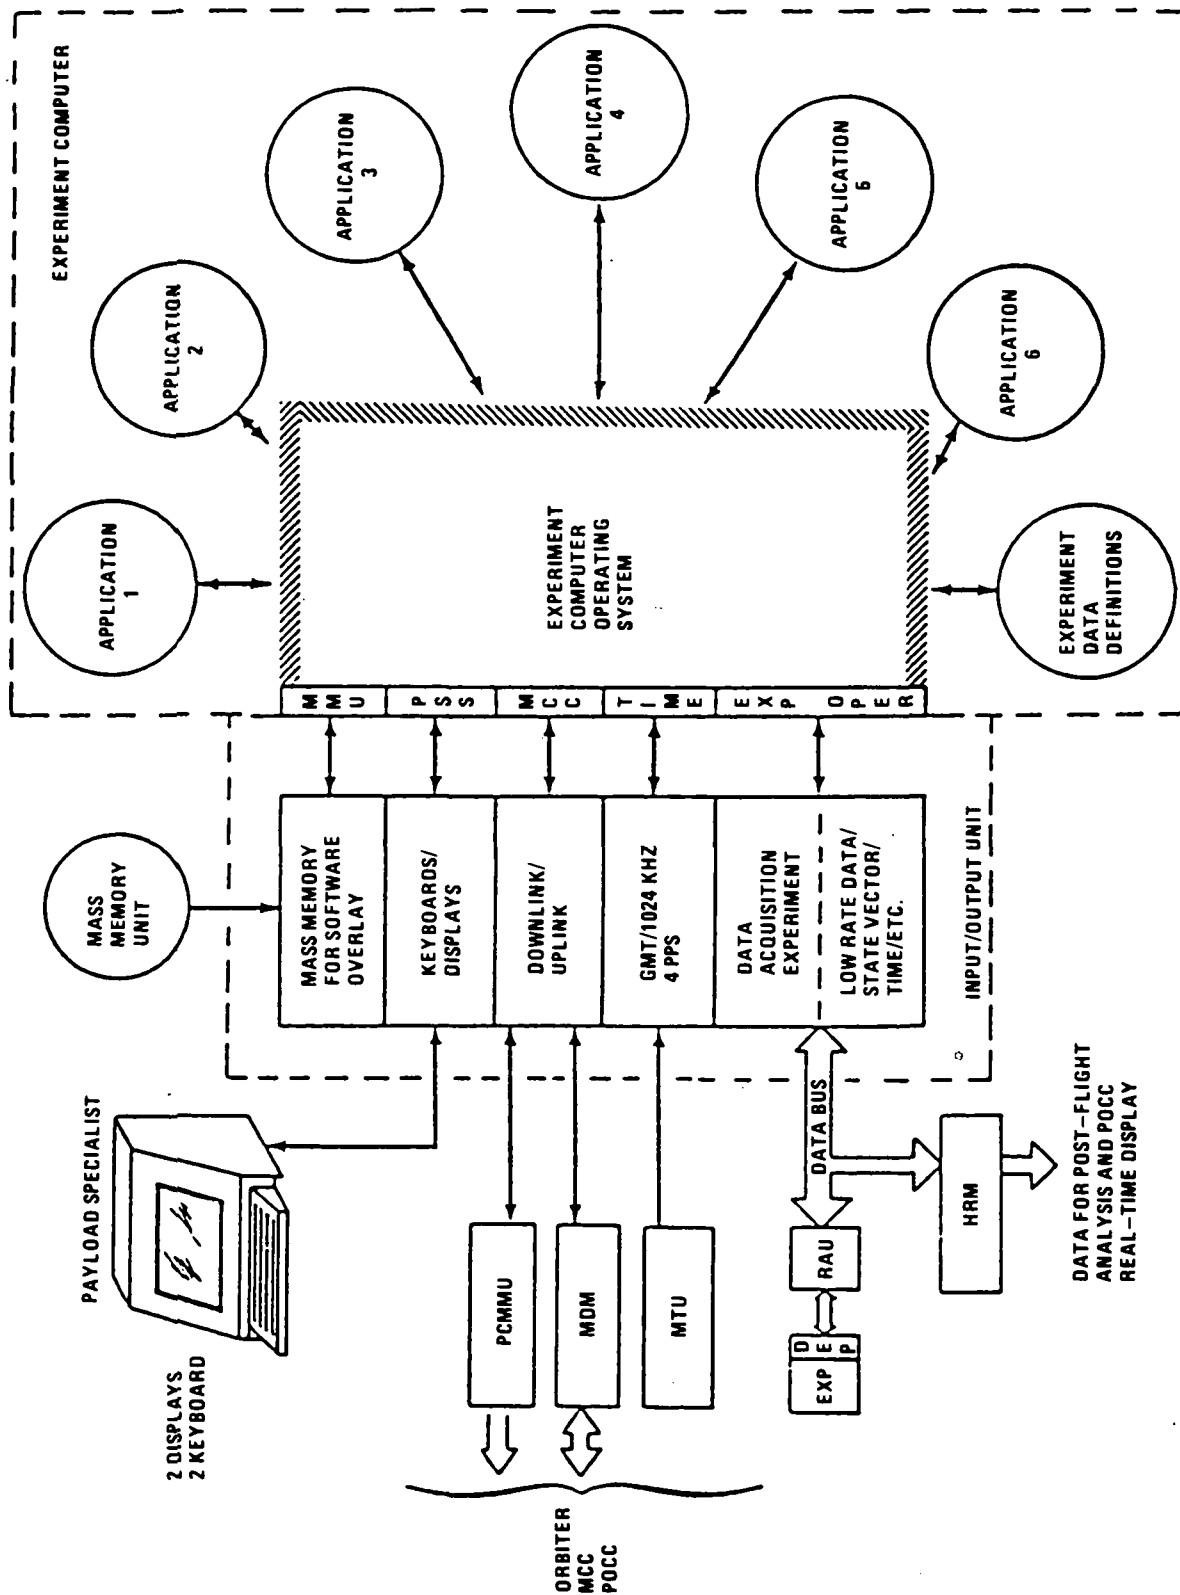 EXPERIMENT COMPUTER
APPLICATION
1
APPLICATION
2
APPLICATION
3
APPLICATION
4
APPLICATION
5
APPLICATION
6
EXPERIMENT
DATA
DEFINITIONS
EXPERIMENT
COMPUTER
OPERATING
SYSTEM
MMU
PSS
MCC
TIME
EXP OPER
MASS
MEMORY
UNIT
MASS MEMORY
FOR SOFTWARE
OVERLAY
KEYBOARDS/
DISPLAYS
DOWNLINK/
UPLINK
GMT/1024 KHZ
4 PPS
DATA
ACQUISITION
EXPERIMENT
LOW RATE DATA/
STATE VECTOR/
TIME/ETC.
INPUT/OUTPUT UNIT
PAYLOAD SPECIALIST
2 DISPLAYS
2 KEYBOARD
PCMMU
MDM
MTU
DATA BUS
RAU
DEP
EXP
HRM
DATA FOR POST-FLIGHT
ANALYSIS AND POCC
REAL-TIME DISPLAY
ORBITER
MCC
POCC